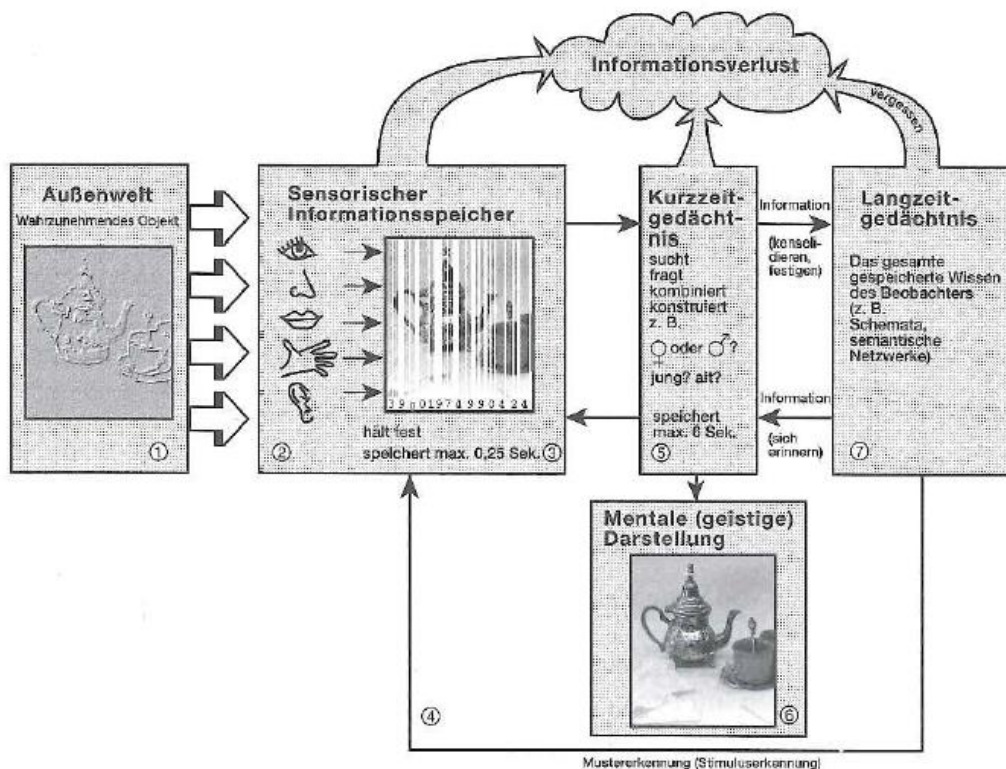 Informationsverlust
vergessen
Außenwelt
Wahrzunehmendes Objekt
①
Sensorischer
Informationsspeicher
39h019749904 24
hält fest
speichert max. 0,25 Sek.
②
③
Kurzzeit-
gedächt-
nis
sucht
fragt
kombiniert
konstruiert
z. B.
♀ oder ♂?
jung? alt?
speichert
max. 6 Sek.
⑤
Information
(konsoli-
dieren,
festigen)
Information
(sich
erinnern)
Langzeit-
gedächtnis
Das gesamte
gespeicherte Wissen
des Beobachters
(z. B.
Schemata,
semantische
Netzwerke)
⑦
Mentale (geistige)
Darstellung
⑥
④
Mustererkennung (Stimuluserkennung)